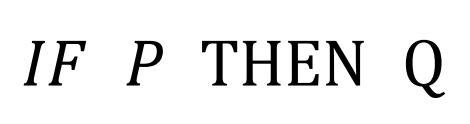 IF P THEN Q